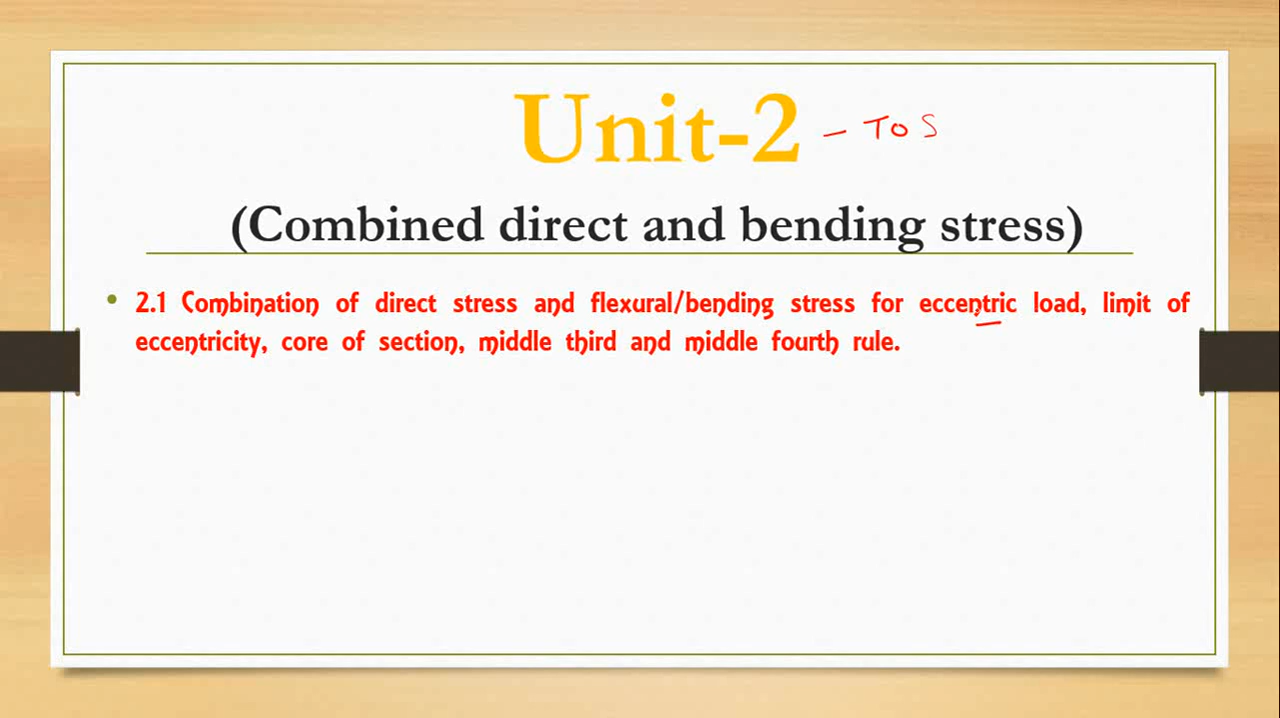 Unit-2 – ToS
(Combined direct and bending stress)
• 2.1 Combination of direct stress and flexural/bending stress for eccentric load, limit of
eccentricity, core of section, middle third and middle fourth rule.